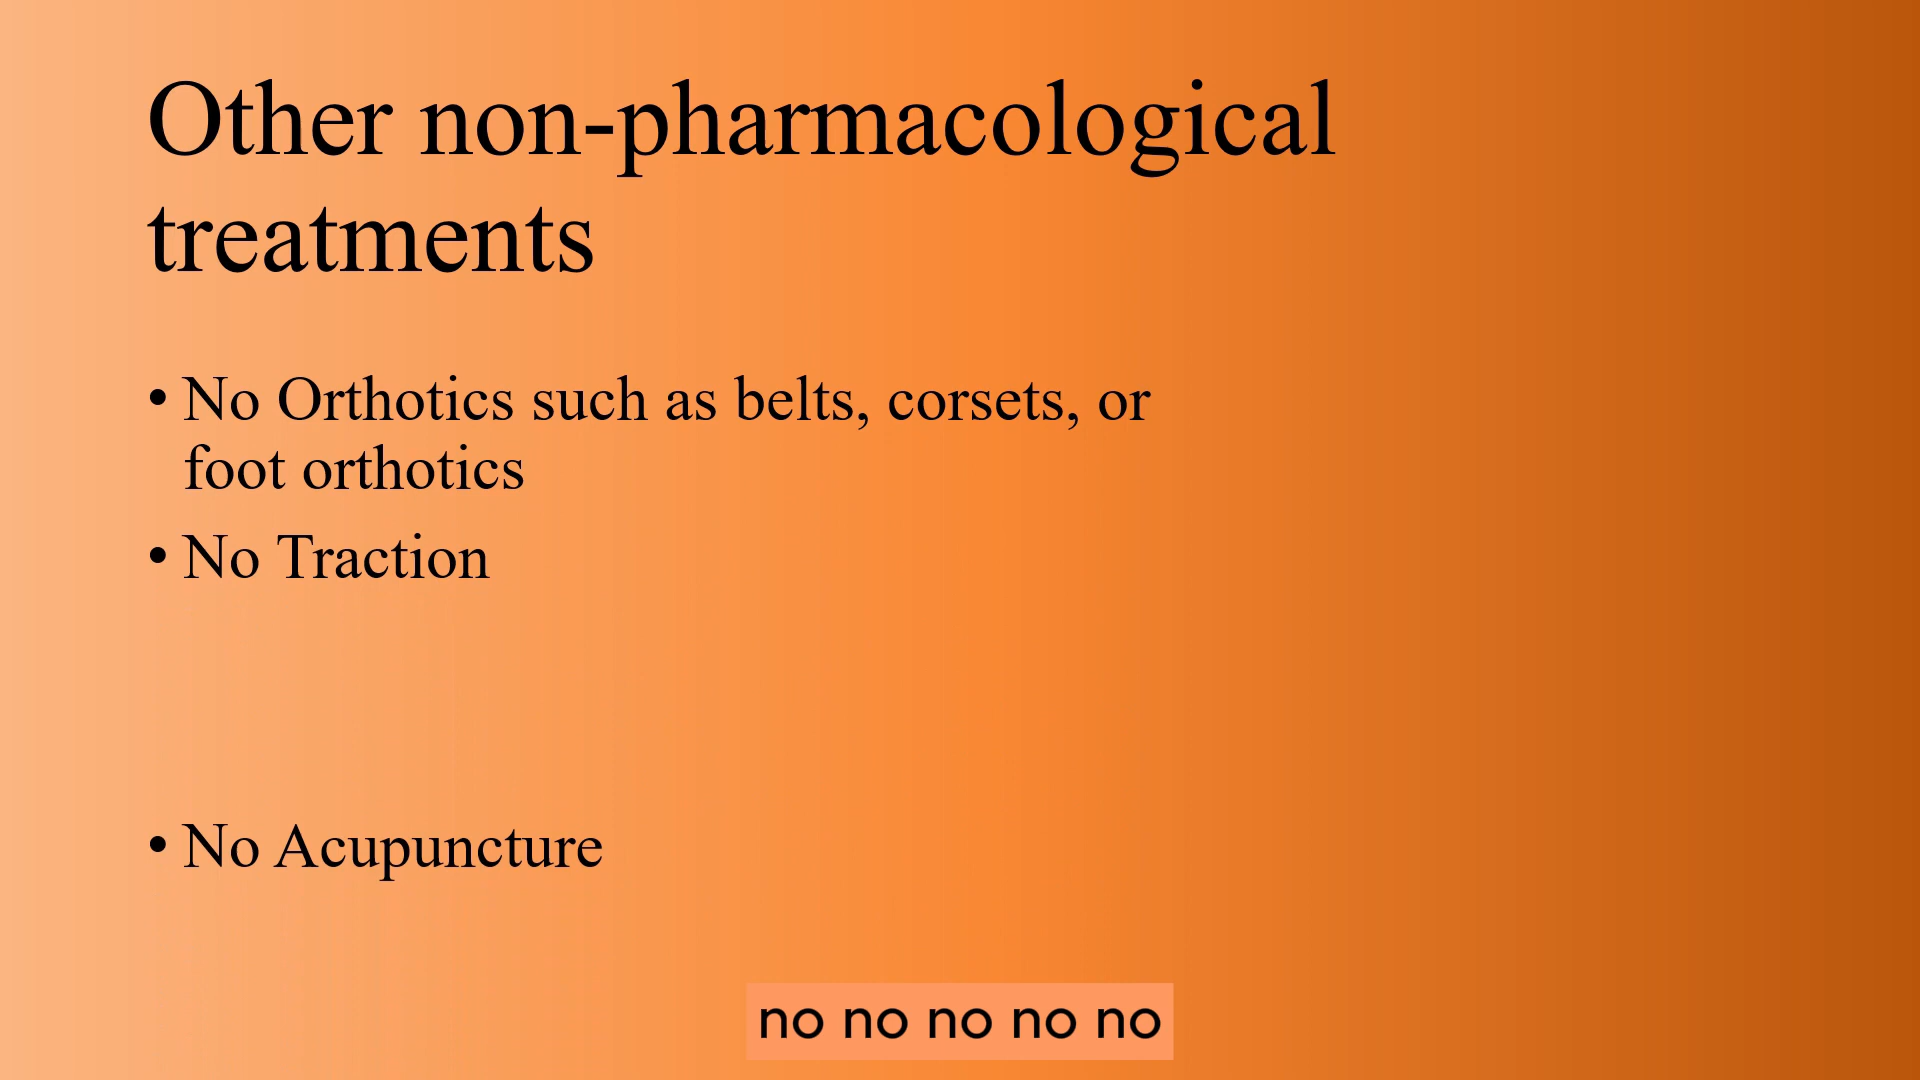 Other non-pharmacological
treatments
• No Orthotics such as belts, corsets, or
foot orthotics
• No Traction
• No Acupuncture
no no no no no